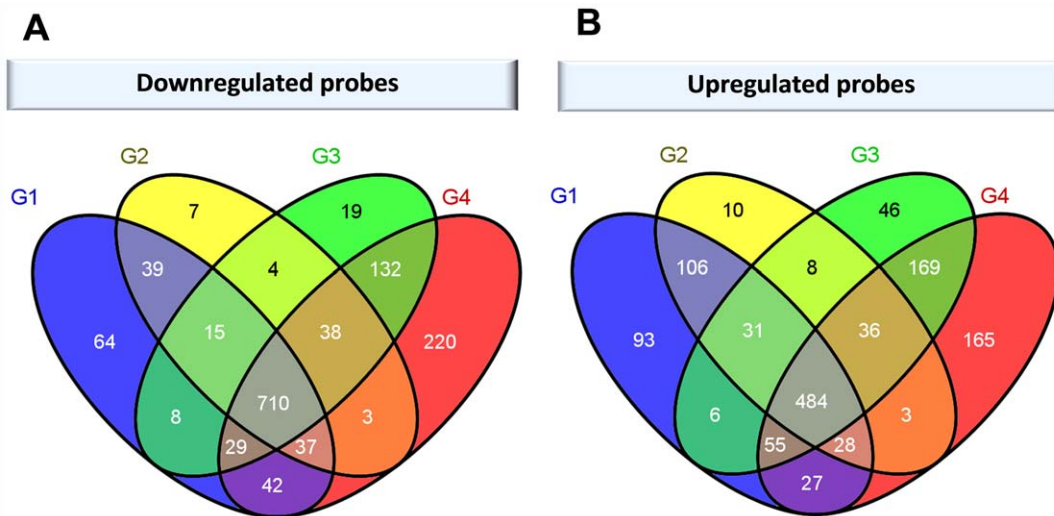 A
B
Downregulated probes
Upregulated probes
G2
G3
G1
G4
7
19
39
4
132
64
15
38
220
8
710
3
29
37
42
G2
G3
G1
G4
10
46
106
8
169
93
31
36
165
6
484
3
55
28
27